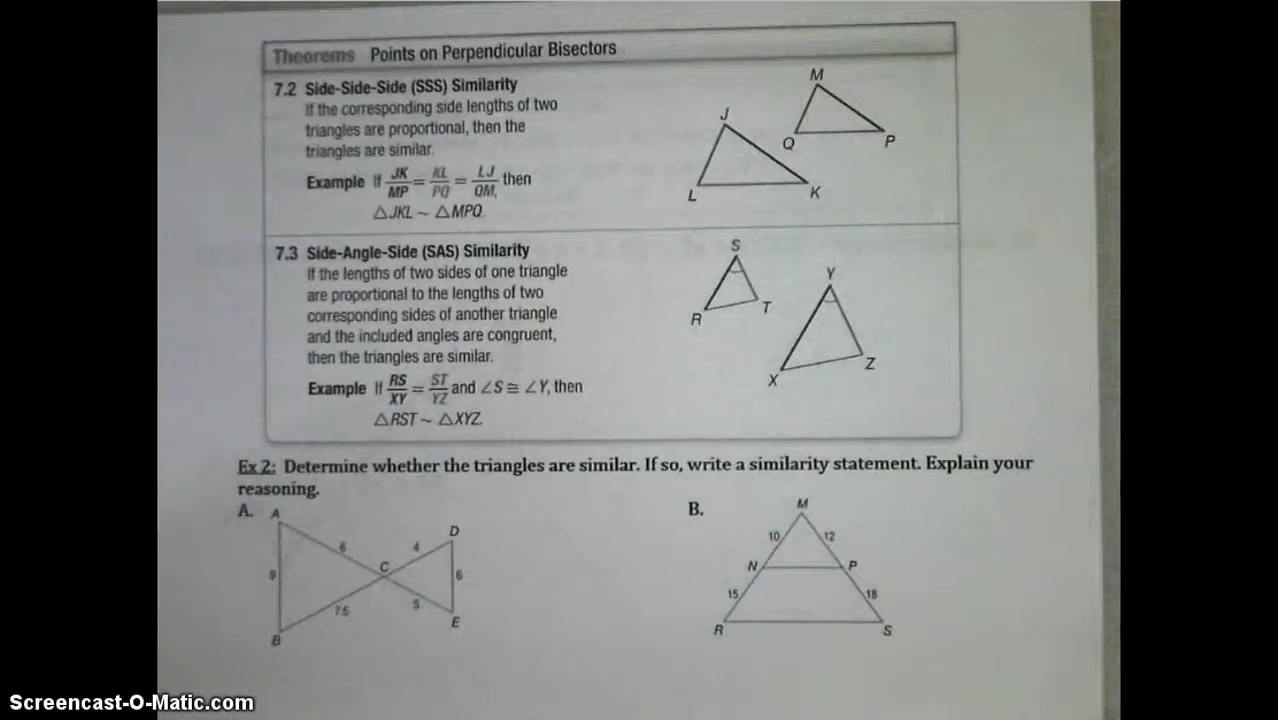 Theorems Points on Perpendicular Bisectors
7.2 Side-Side-Side (SSS) Similarity
If the corresponding side lengths of two
triangles are proportional, then the
triangles are similar.
Example If JK/MP = KL/PQ = LJ/QM, then
△JKL ~ △MPQ.
J
L
K
M
Q
P
7.3 Side-Angle-Side (SAS) Similarity
If the lengths of two sides of one triangle
are proportional to the lengths of two
corresponding sides of another triangle
and the included angles are congruent,
then the triangles are similar.
Example If RS/XY = ST/YZ and ∠S ≅ ∠Y, then
△RST ~ △XYZ.
S
R
T
Y
X
Z
Ex 2: Determine whether the triangles are similar. If so, write a similarity statement. Explain your
reasoning.
A.
A
6
4
D
9
C
6
7.5
5
E
B
B.
M
10
12
N
P
15
18
R
S
Screencast-O-Matic.com